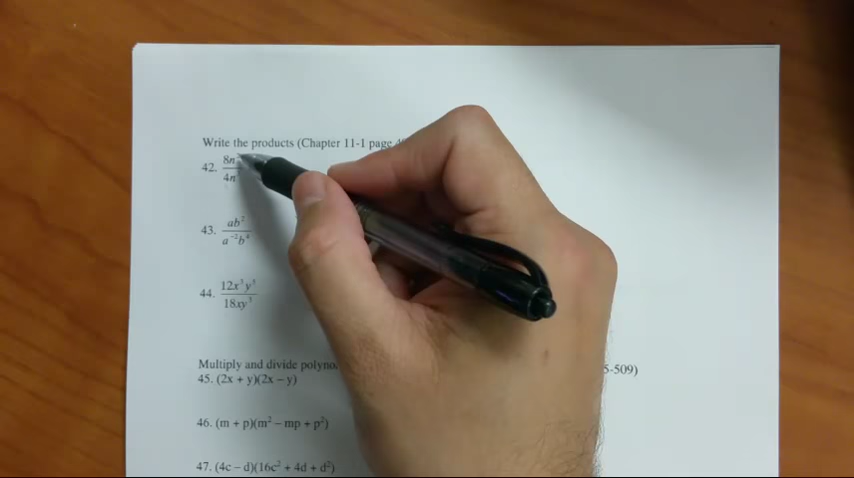 Write the products (Chapter 11-1 page
42. 8n
4n
43. ab²
a⁻²b⁴
44. 12x³y⁵
18xy³
Multiply and divide 5-509)
45. (2x + y)(2x – y)
46. (m + p)(m² – mp + p²)
47. (4c – d)(16c² + 4d + d²)